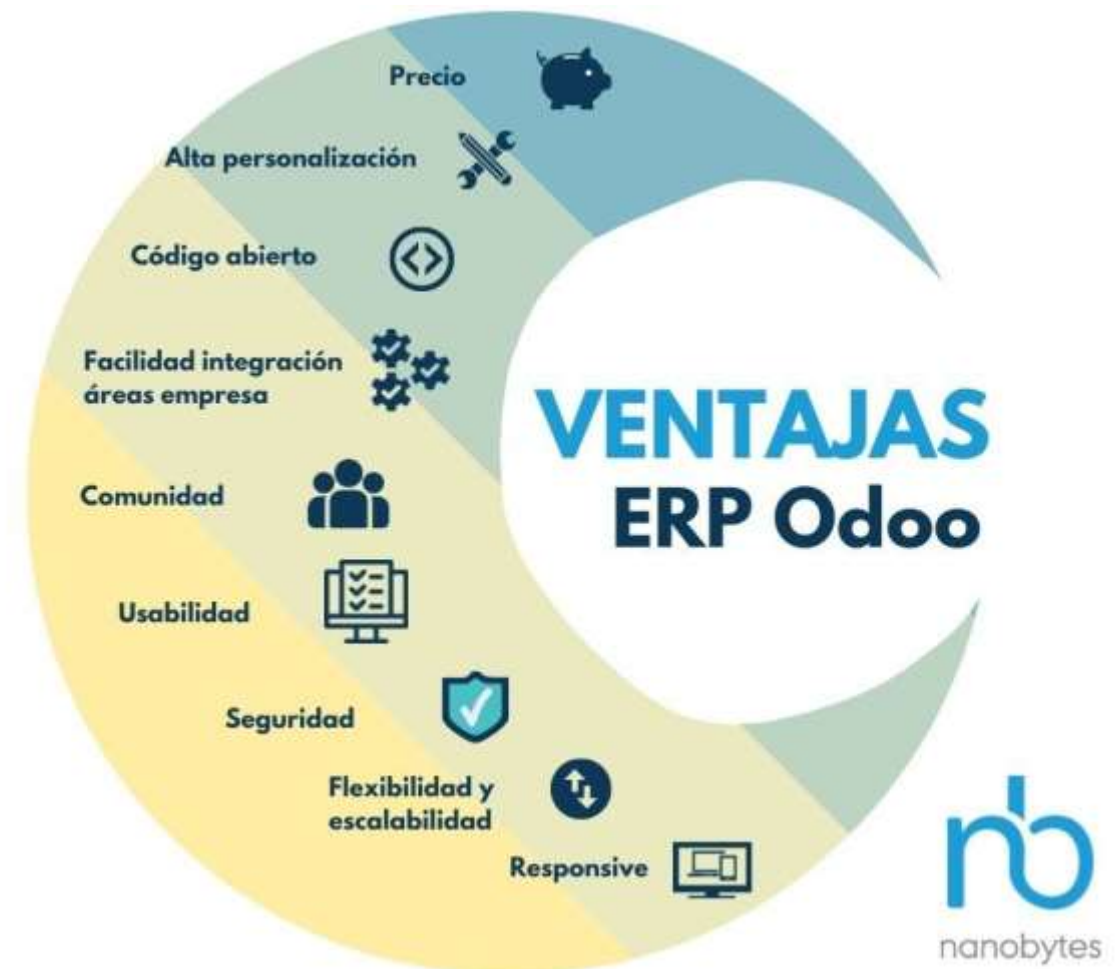 Precio
Alta personalización
Código abierto
Facilidad integración
áreas empresa
Comunidad
Usabilidad
Seguridad
Flexibilidad y
escalabilidad
Responsive
VENTAJAS
ERP Odoo
nb
nanobytes